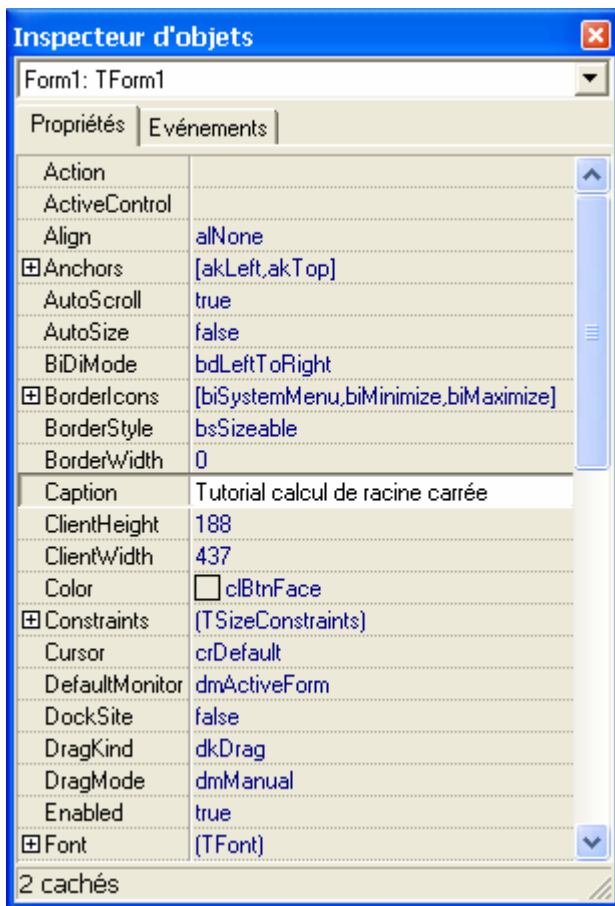 Inspecteur d'objets
Form1: TForm1
Propriétés Evénements
Action
ActiveControl
Align alNone
Anchors [akLeft,akTop]
AutoScroll true
AutoSize false
BiDiMode bdLeftToRight
BorderIcons [biSystemMenu,biMinimize,biMaximize]
BorderStyle bsSizeable
BorderWidth 0
Caption Tutorial calcul de racine carrée
ClientHeight 188
ClientWidth 437
Color clBtnFace
Constraints (TSizeConstraints)
Cursor crDefault
DefaultMonitor dmActiveForm
DockSite false
DragKind dkDrag
DragMode dmManual
Enabled true
Font (TFont)
2 cachés